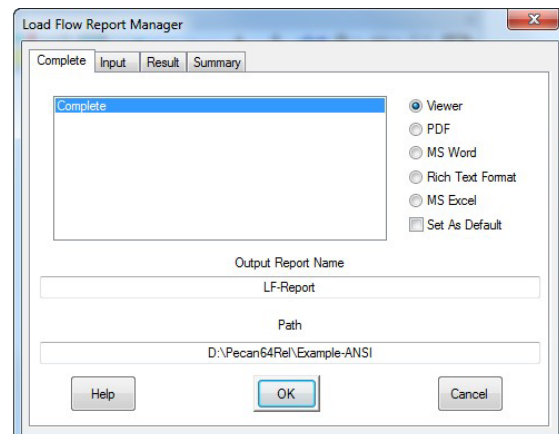 Load Flow Report Manager
Complete Input Result Summary
Complete
Viewer
PDF
MS Word
Rich Text Format
MS Excel
Set As Default
Output Report Name
LF-Report
Path
D:\Pecan64Rel\Example-ANSI
Help OK Cancel